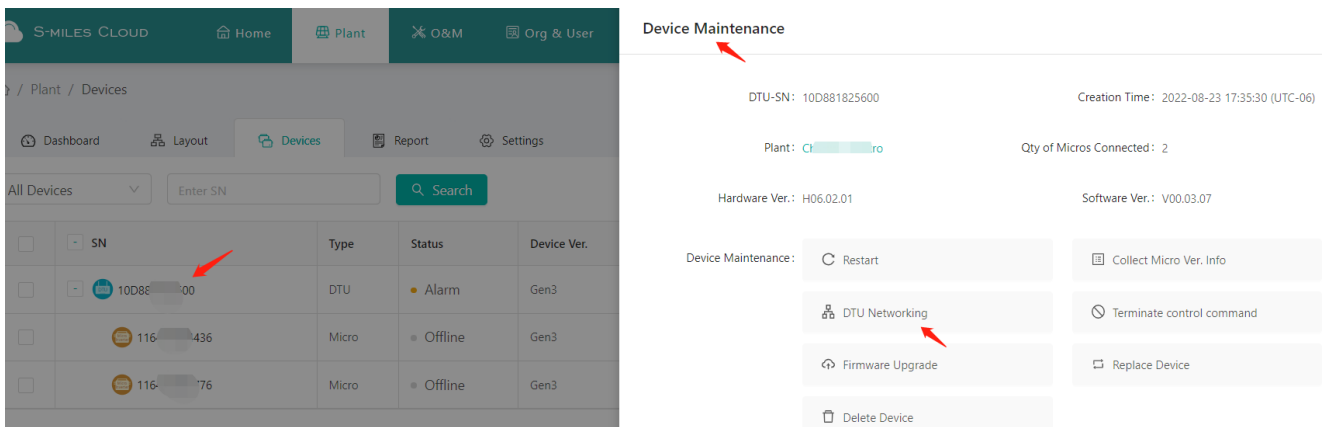 S-MILES CLOUD Home Plant O&M Org & User
/ Plant / Devices
Dashboard Layout Devices Report Settings
All Devices Enter SN Search
- SN Type Status Device Ver.
- 10D88 00 DTU Alarm Gen3
116 436 Micro Offline Gen3
116 76 Micro Offline Gen3
Device Maintenance
DTU-SN: 10D881825600 Creation Time: 2022-08-23 17:35:30 (UTC-06)
Plant: ro Qty of Micros Connected: 2
Hardware Ver.: H06.02.01 Software Ver.: V00.03.07
Device Maintenance: Restart Collect Micro Ver. Info
DTU Networking Terminate control command
Firmware Upgrade Replace Device
Delete Device